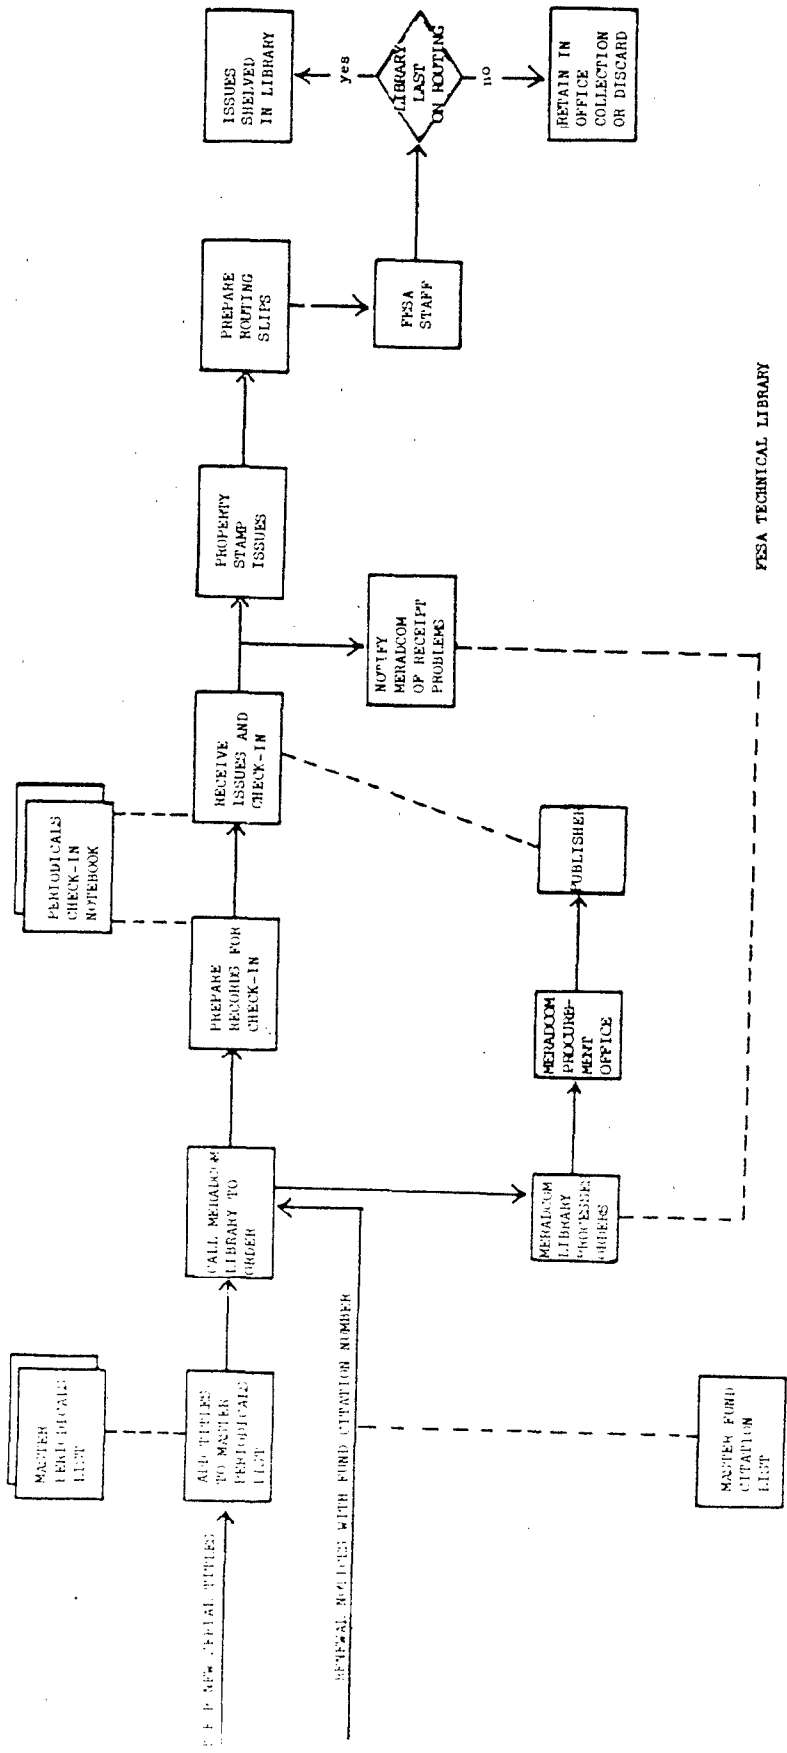 NEW SERIAL TITLES
RENEWAL NOTICES WITH FUND CITATION NUMBER
MASTER
PERIODICALS
LIST
ADD TITLES
TO MASTER
PERIODICALS
LIST
MASTER FUND
CITATION
LIST
CALL MERADCOM
LIBRARY TO
ORDER
MERADCOM
LIBRARY
PROCESSES
ORDERS
MERADCOM
PROCURE-
MENT
OFFICE
PUBLISHER
PREPARE
RECORDS FOR
CHECK-IN
PERIODICALS
CHECK-IN
NOTEBOOK
RECEIVE
ISSUES AND
CHECK-IN
NOTIFY
MERADCOM
OF RECEIPT
PROBLEMS
PROPERTY
STAMP
ISSUES
PREPARE
ROUTING
SLIPS
FESA
STAFF
LIBRARY
LAST
ON ROUTING
yes
no
ISSUES
SHELVED
IN LIBRARY
RETAIN IN
OFFICE
COLLECTION
OR DISCARD
FESA TECHNICAL LIBRARY